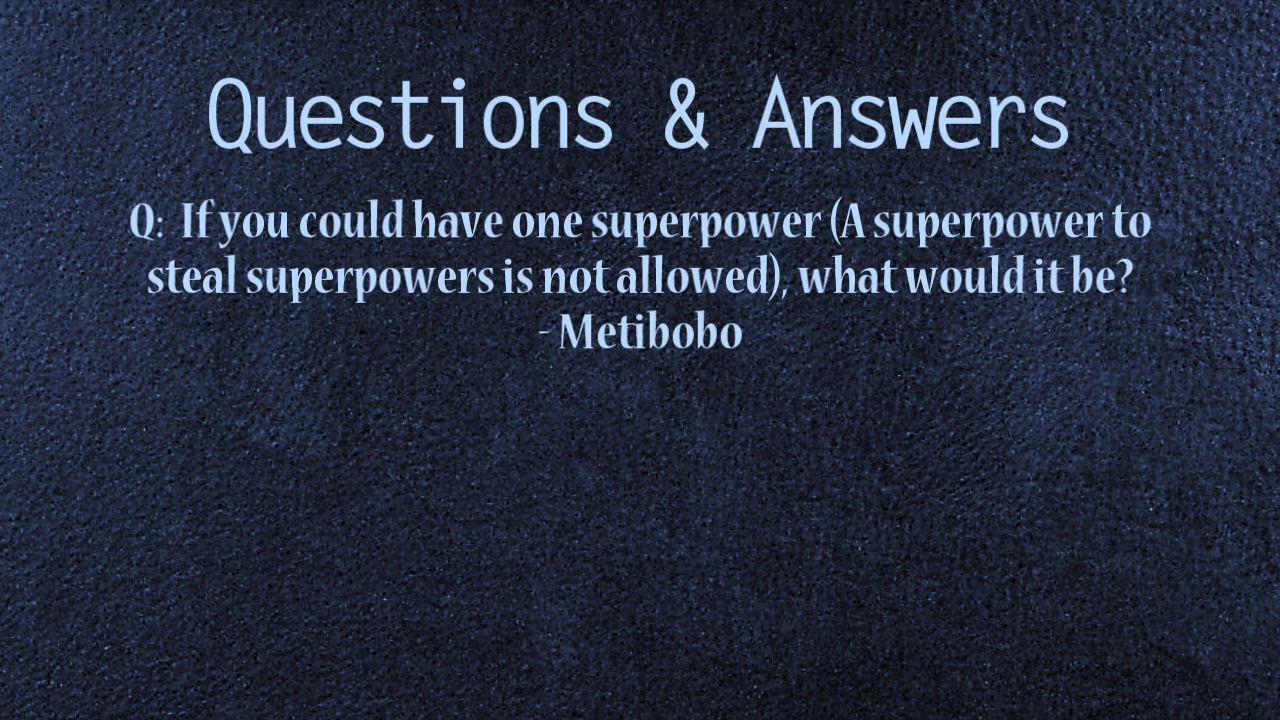 Questions & Answers
Q:  If you could have one superpower (A superpower to
steal superpowers is not allowed), what would it be?
- Metibobo